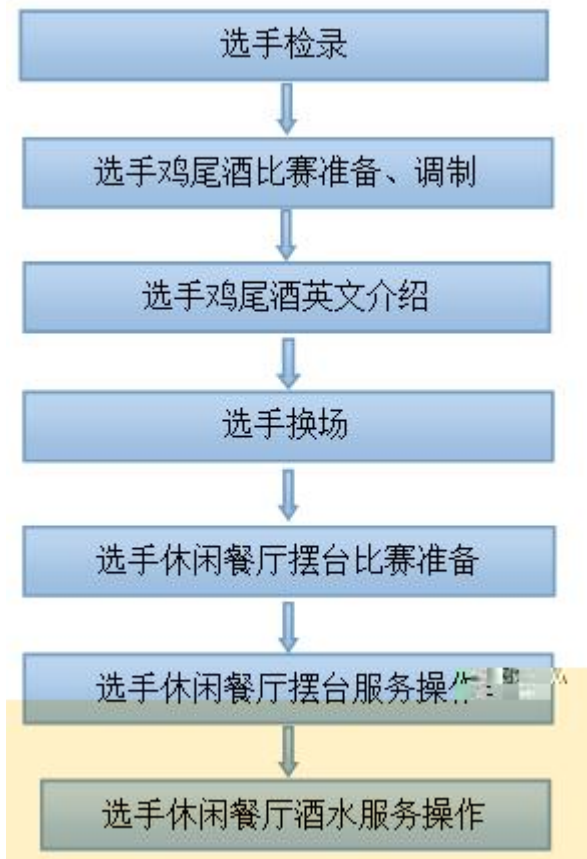 选手检录
选手鸡尾酒比赛准备、调制
选手鸡尾酒英文介绍
选手换场
选手休闲餐厅摆台比赛准备
选手休闲餐厅摆台服务操作
选手休闲餐厅酒水服务操作